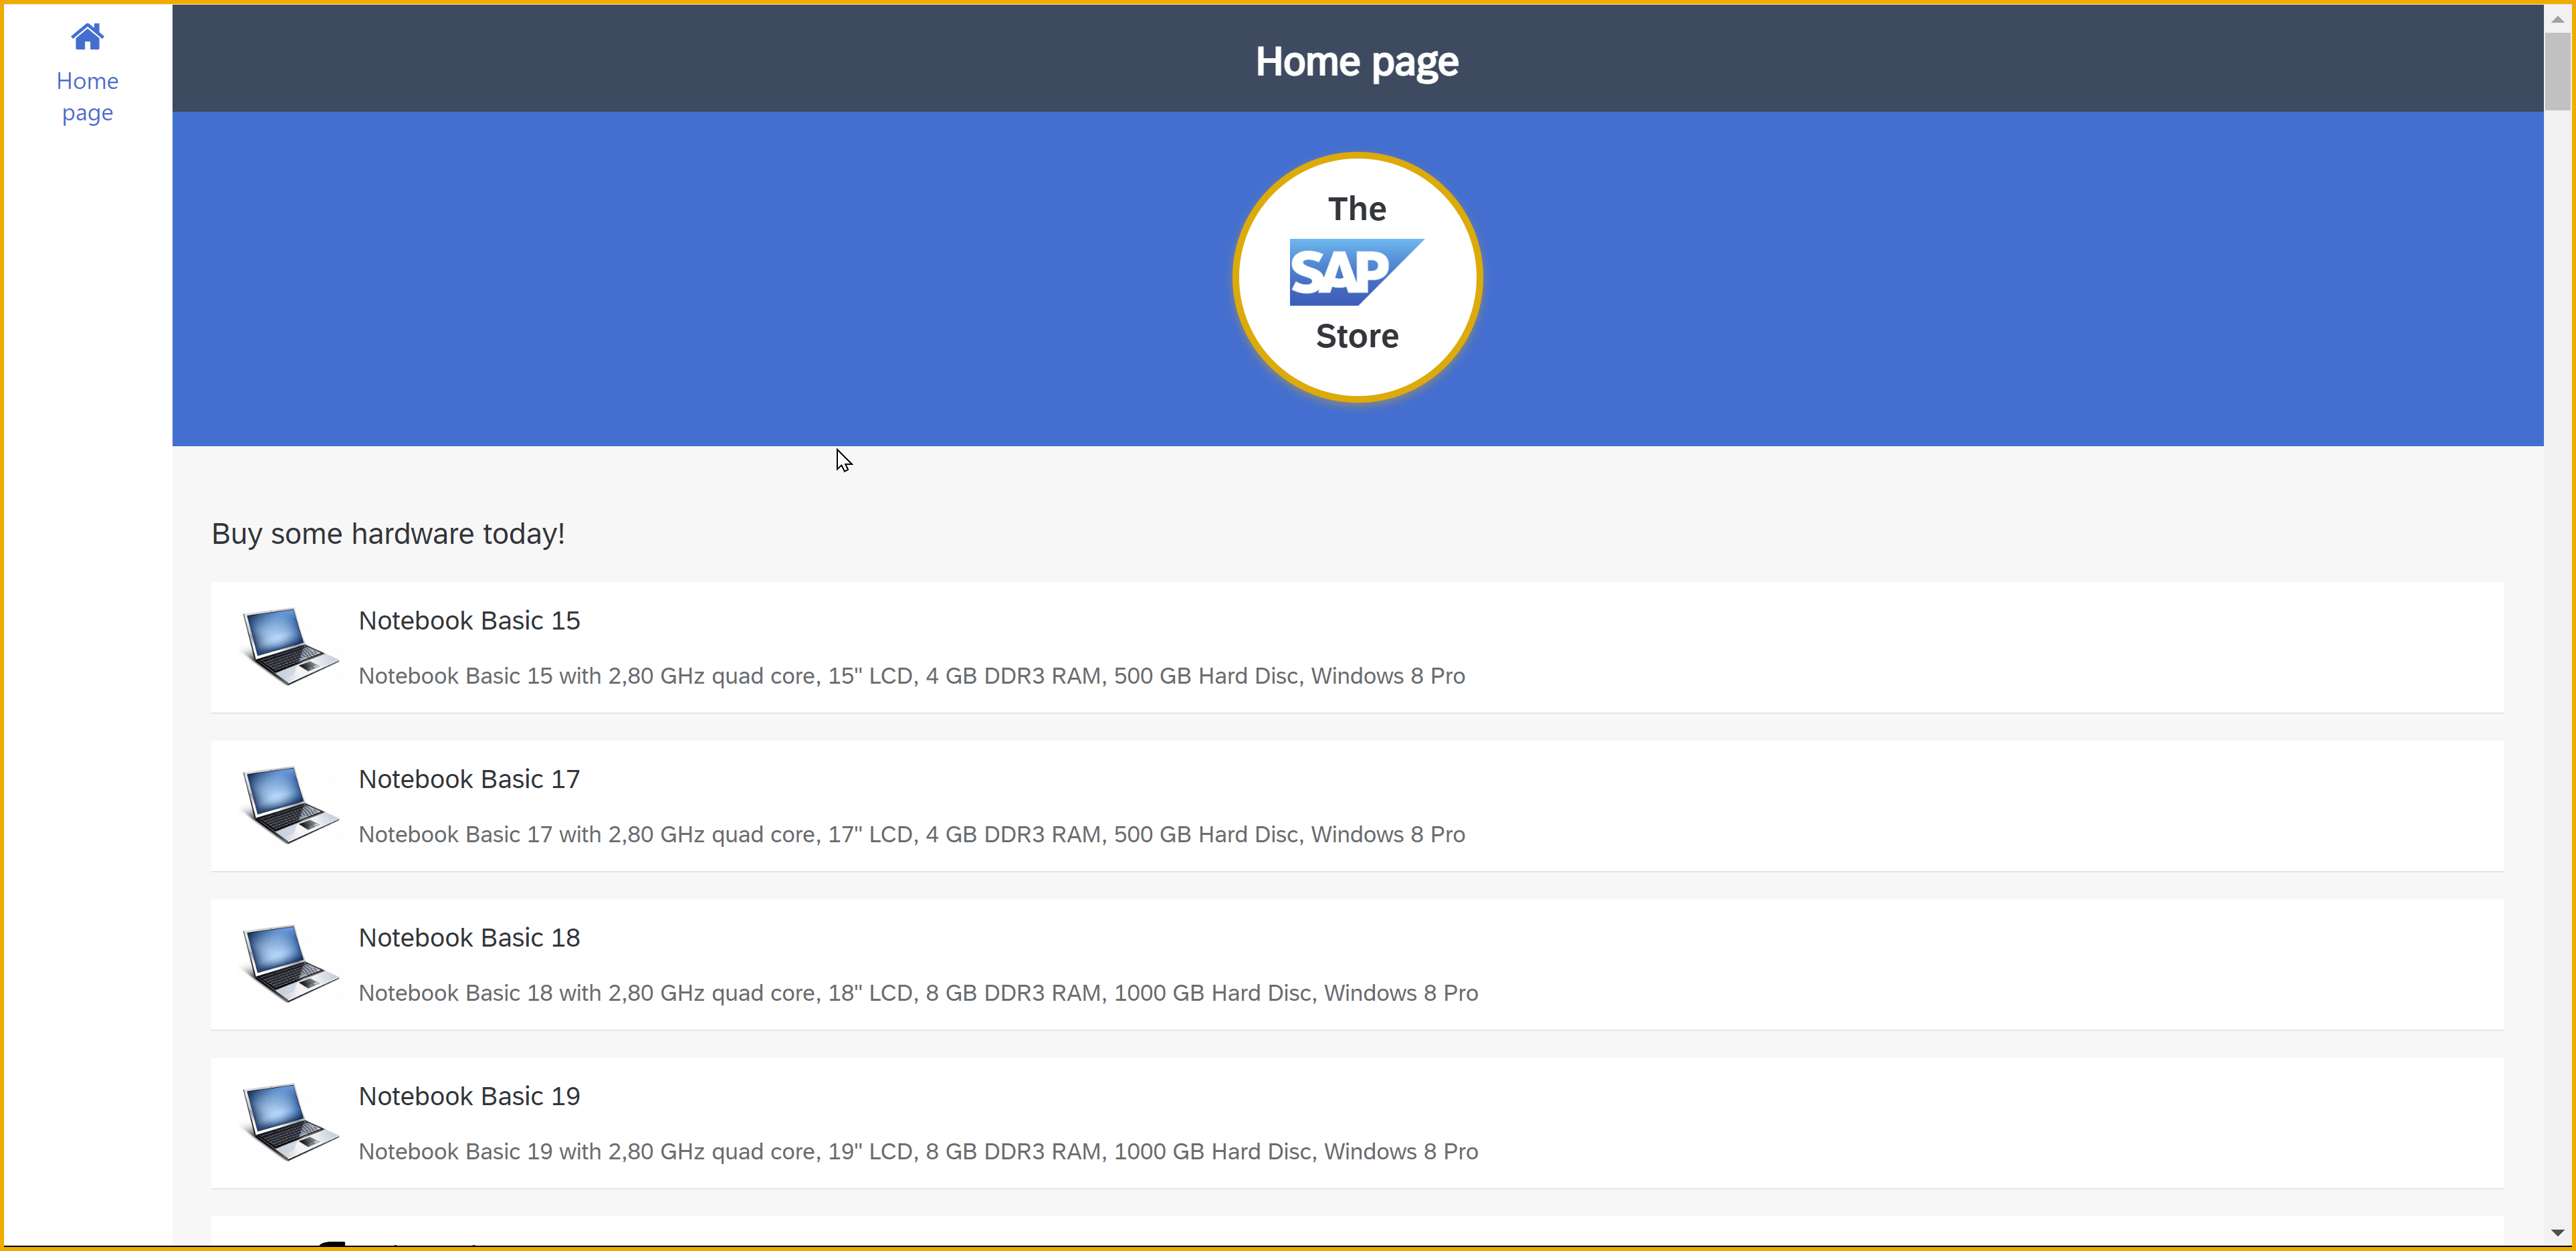 Home
page
Home page
The
SAP
Store
Buy some hardware today!
Notebook Basic 15
Notebook Basic 15 with 2,80 GHz quad core, 15" LCD, 4 GB DDR3 RAM, 500 GB Hard Disc, Windows 8 Pro
Notebook Basic 17
Notebook Basic 17 with 2,80 GHz quad core, 17" LCD, 4 GB DDR3 RAM, 500 GB Hard Disc, Windows 8 Pro
Notebook Basic 18
Notebook Basic 18 with 2,80 GHz quad core, 18" LCD, 8 GB DDR3 RAM, 1000 GB Hard Disc, Windows 8 Pro
Notebook Basic 19
Notebook Basic 19 with 2,80 GHz quad core, 19" LCD, 8 GB DDR3 RAM, 1000 GB Hard Disc, Windows 8 Pro